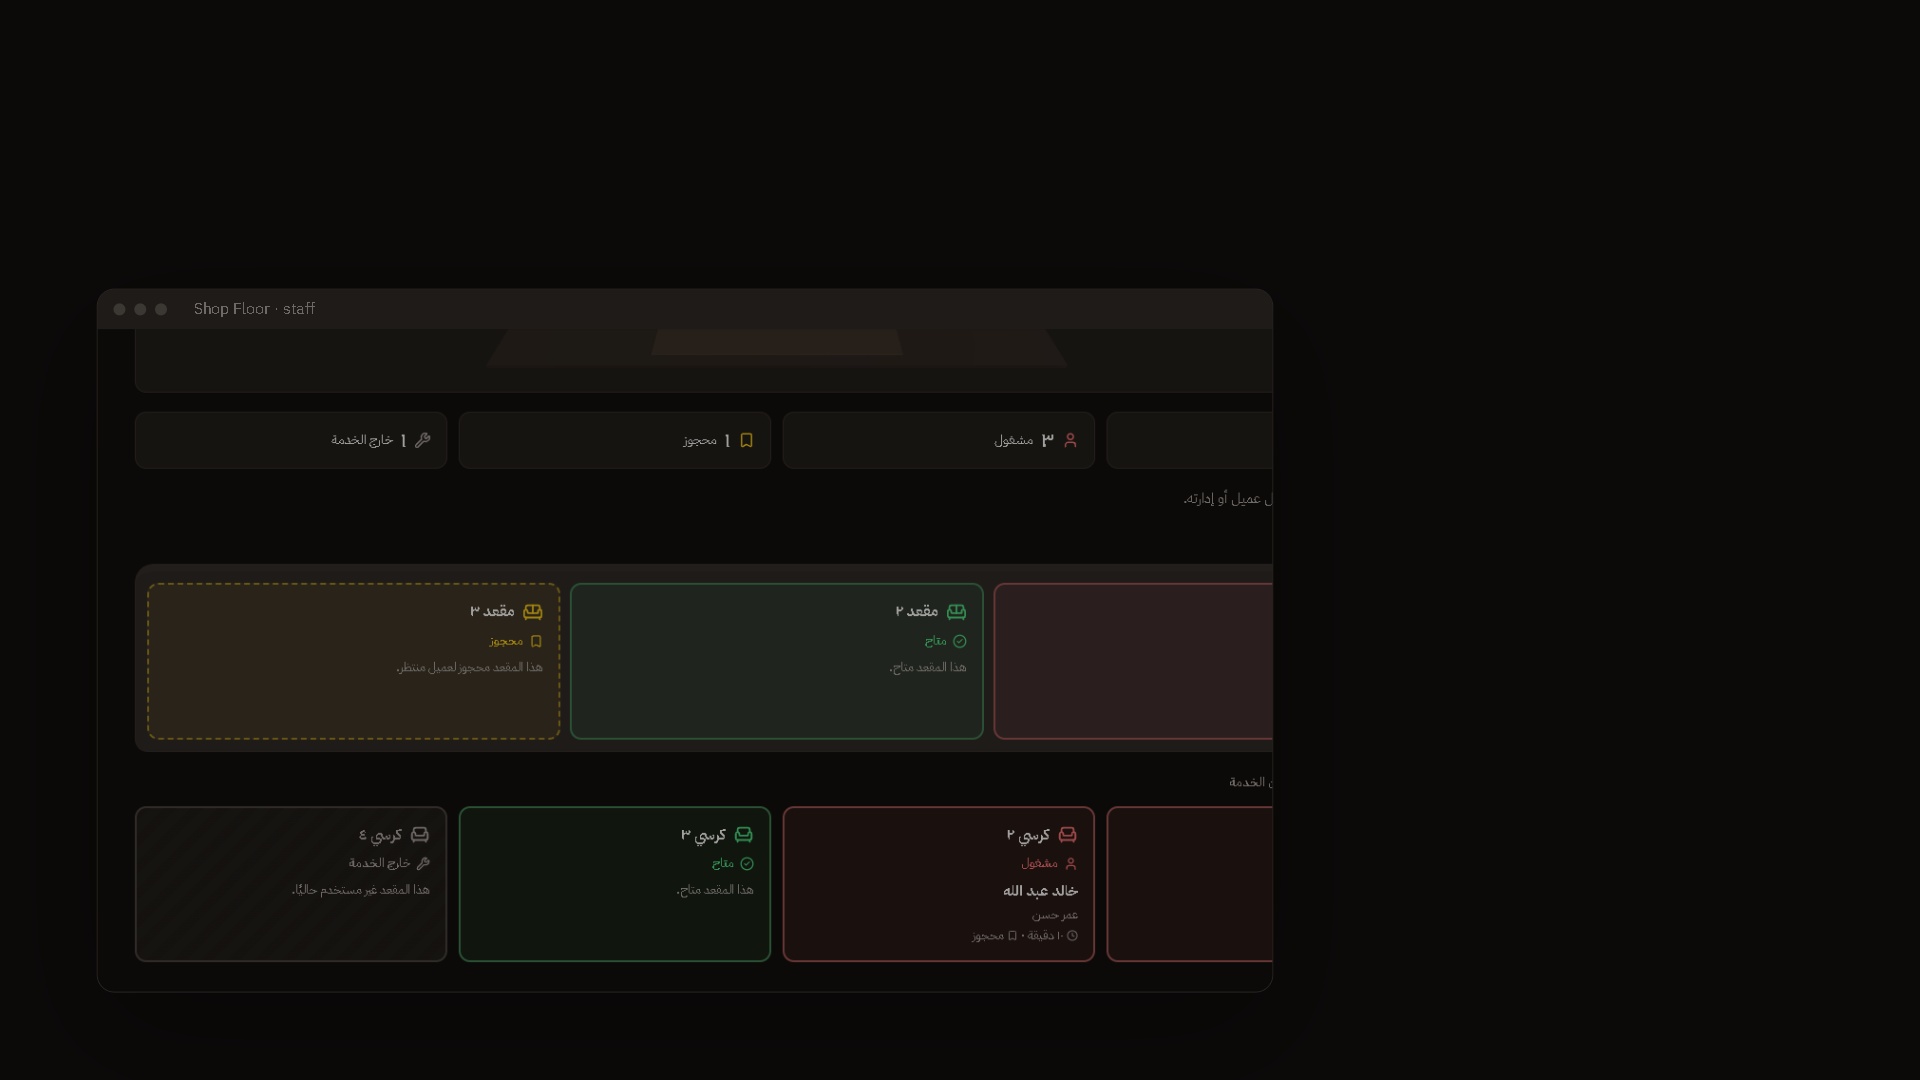 Shop Floor · staff
٣ مشغول
١ محجوز
١ خارج الخدمة
عميل أو إدارته.
مقعد ٢
متاح
هذا المقعد متاح.
مقعد ٣
محجوز
هذا المقعد محجوز لعميل منتظر.
الخدمة
كرسي ٢
مشغول
خالد عبد الله
عمر حسن
١٠ دقيقة • محجوز
كرسي ٣
متاح
هذا المقعد متاح.
كرسي ٤
خارج الخدمة
هذا المقعد غير مستخدم حاليًا.